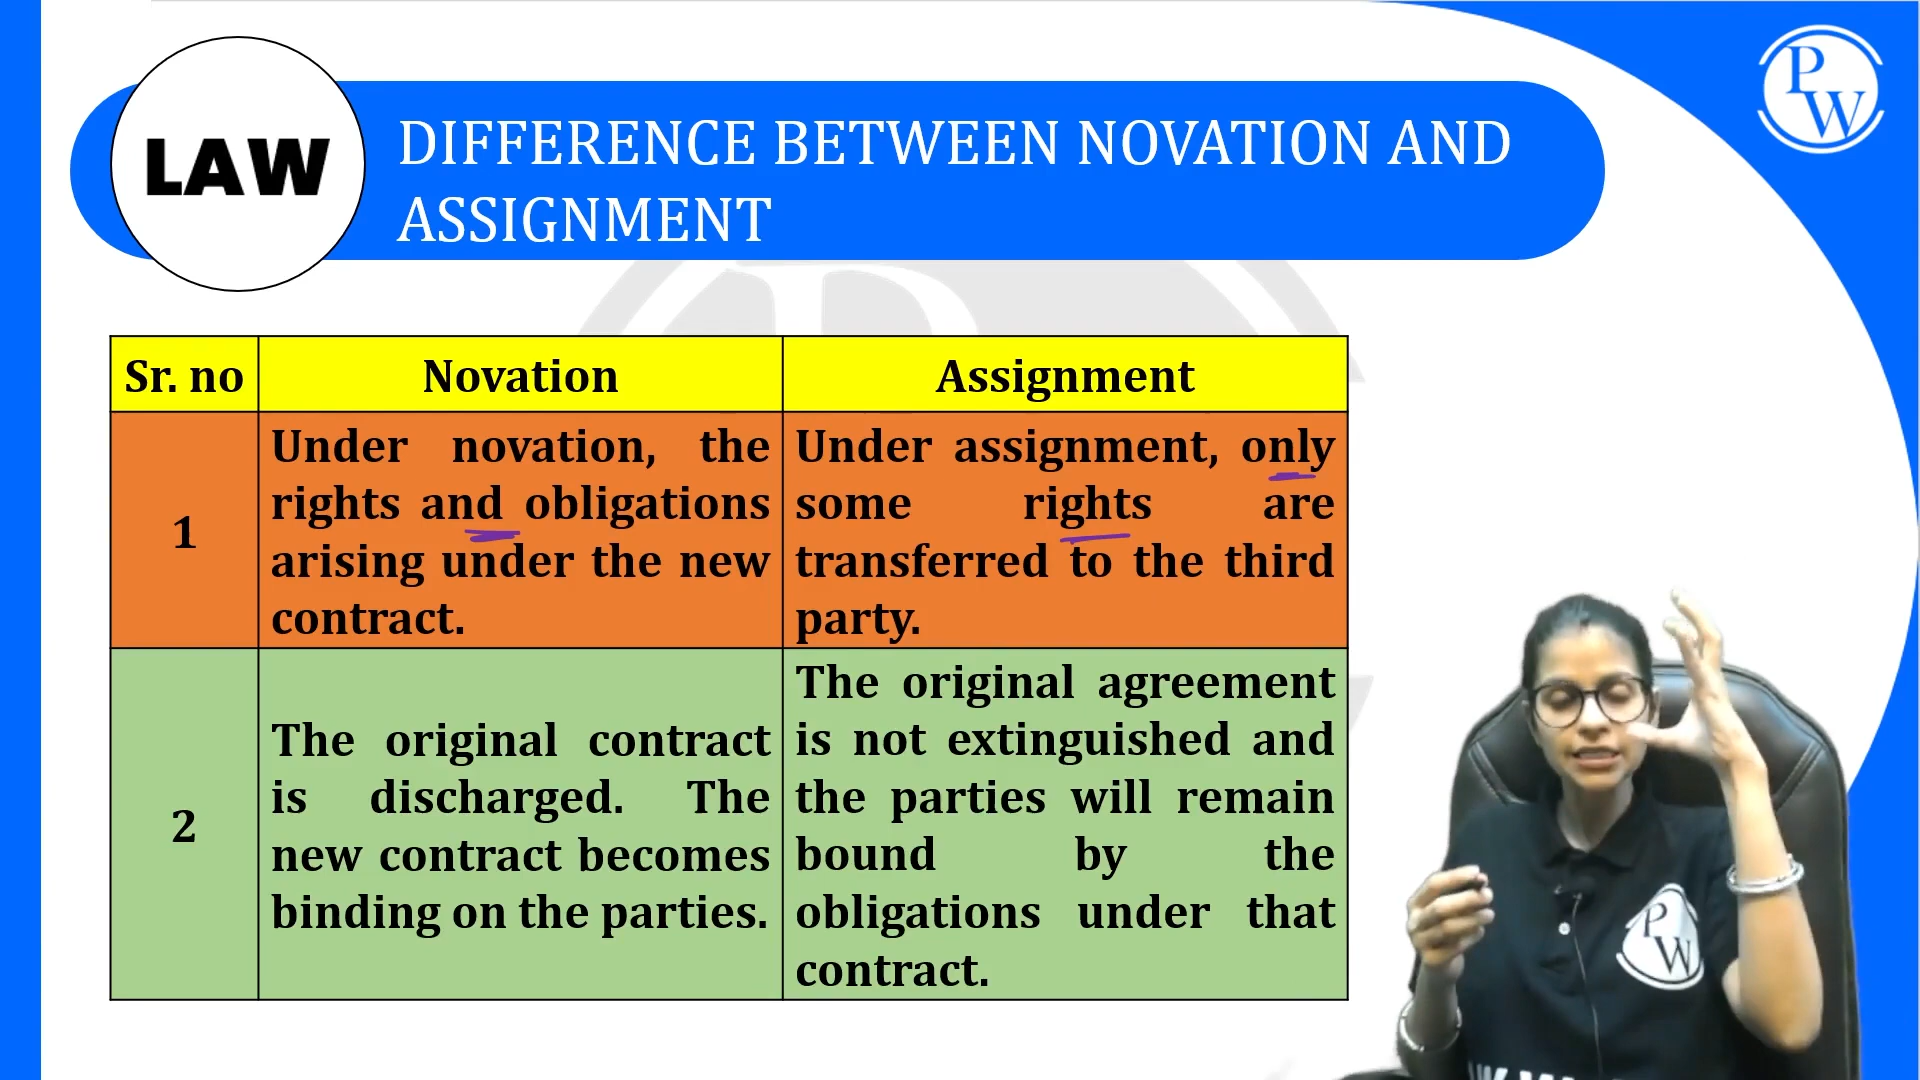 LAW
DIFFERENCE BETWEEN NOVATION AND
ASSIGNMENT
PW
Sr. no Novation Assignment
1
Under novation, the
rights and obligations
arising under the new
contract.
Under assignment, only
some rights are
transferred to the third
party.
2
The original contract
is discharged. The
new contract becomes
binding on the parties.
The original agreement
is not extinguished and
the parties will remain
bound by the
obligations under that
contract.
PW